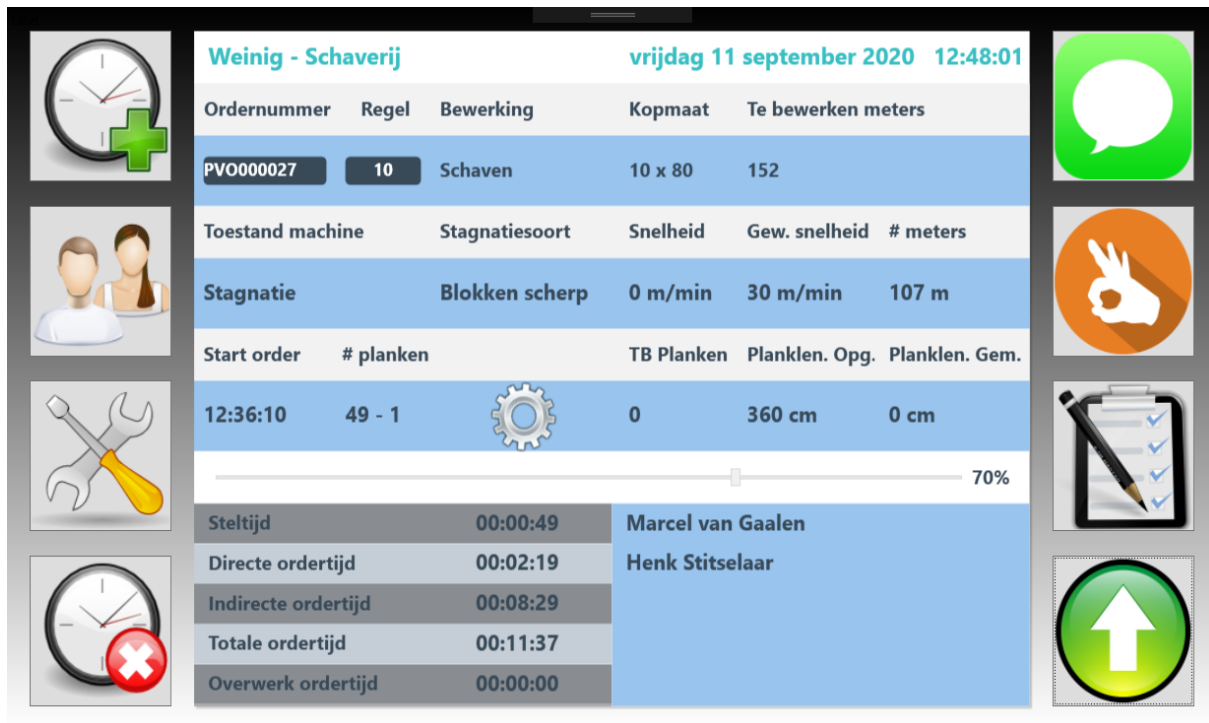 Weinig - Schaverij vrijdag 11 september 2020 12:48:01
Ordernummer Regel Bewerking Kopmaat Te bewerken meters
PVO000027 10 Schaven 10 x 80 152
Toestand machine Stagnatiesoort Snelheid Gew. snelheid # meters
Stagnatie Blokken scherp 0 m/min 30 m/min 107 m
Start order # planken TB Planken Planklen. Opg. Planklen. Gem.
12:36:10 49 - 1 0 360 cm 0 cm
70%
Steltijd 00:00:49 Marcel van Gaalen
Directe ordertijd 00:02:19 Henk Stitselaar
Indirecte ordertijd 00:08:29
Totale ordertijd 00:11:37
Overwerk ordertijd 00:00:00